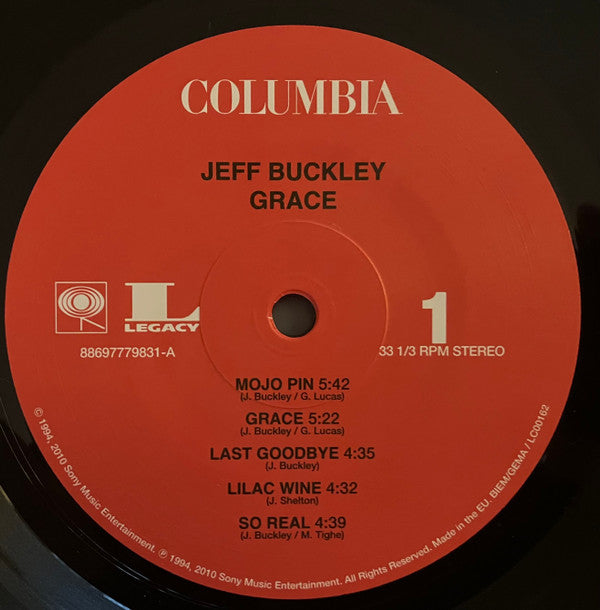 COLUMBIA
JEFF BUCKLEY
GRACE
L
LEGACY
88697779831-A
1
33 1/3 RPM STEREO
MOJO PIN 5:42
(J. Buckley / G. Lucas)
GRACE 5:22
(J. Buckley / G. Lucas)
LAST GOODBYE 4:35
(J. Buckley)
LILAC WINE 4:32
(J. Shelton)
SO REAL 4:39
(J. Buckley / M. Tighe)
© 1994, 2010 Sony Music Entertainment. ℗ 1994, 2010 Sony Music Entertainment. All Rights Reserved. Made in the EU. BIEM/GEMA / LC00162